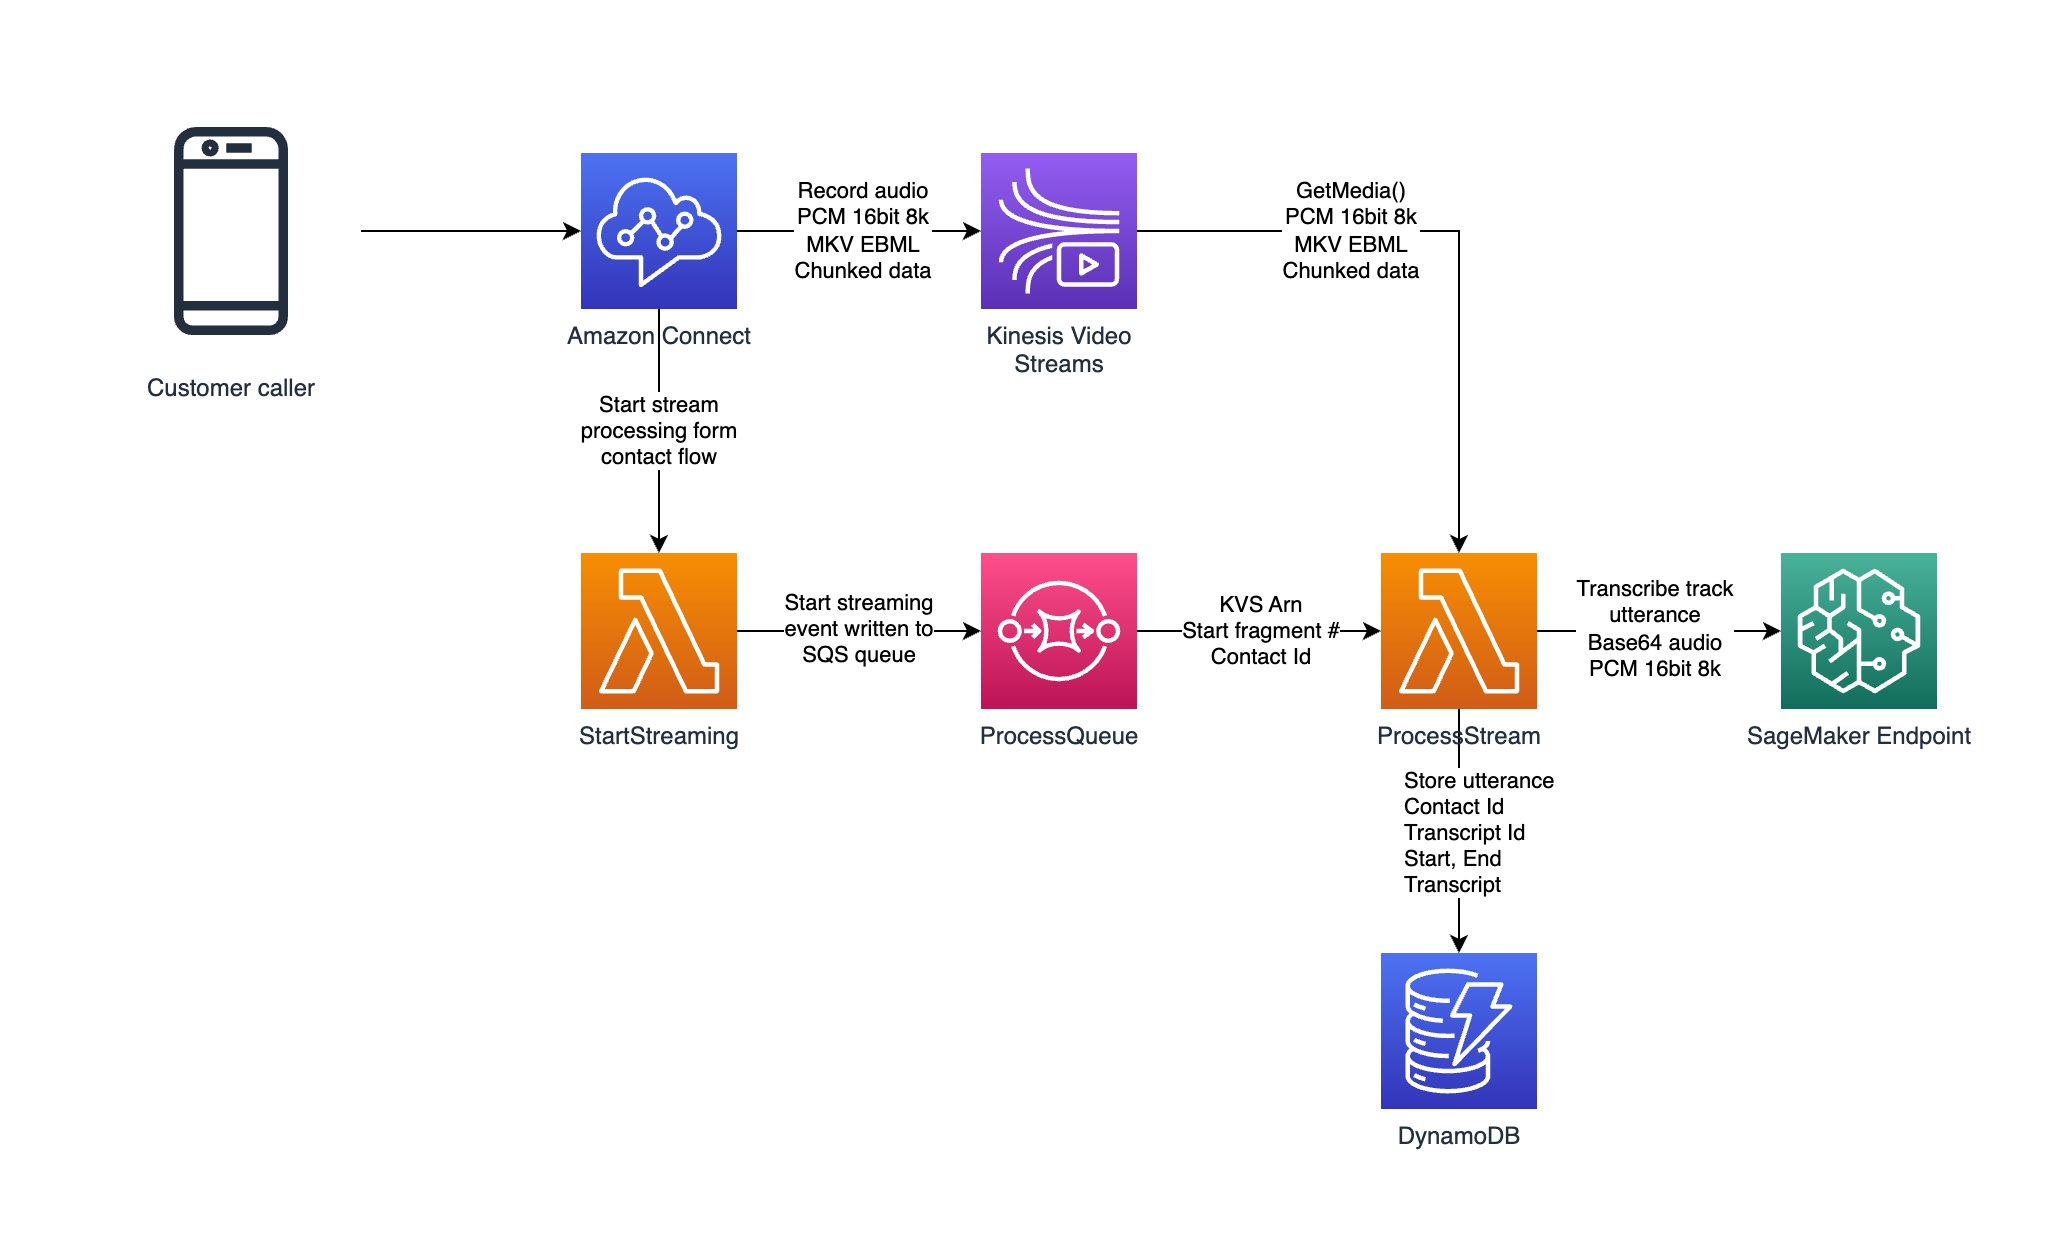 Customer caller
Amazon Connect
Record audio
PCM 16bit 8k
MKV EBML
Chunked data
Kinesis Video
Streams
GetMedia()
PCM 16bit 8k
MKV EBML
Chunked data
Start stream
processing form
contact flow
StartStreaming
Start streaming
event written to
SQS queue
ProcessQueue
KVS Arn
Start fragment #
Contact Id
ProcessStream
Transcribe track
utterance
Base64 audio
PCM 16bit 8k
SageMaker Endpoint
Store utterance
Contact Id
Transcript Id
Start, End
Transcript
DynamoDB